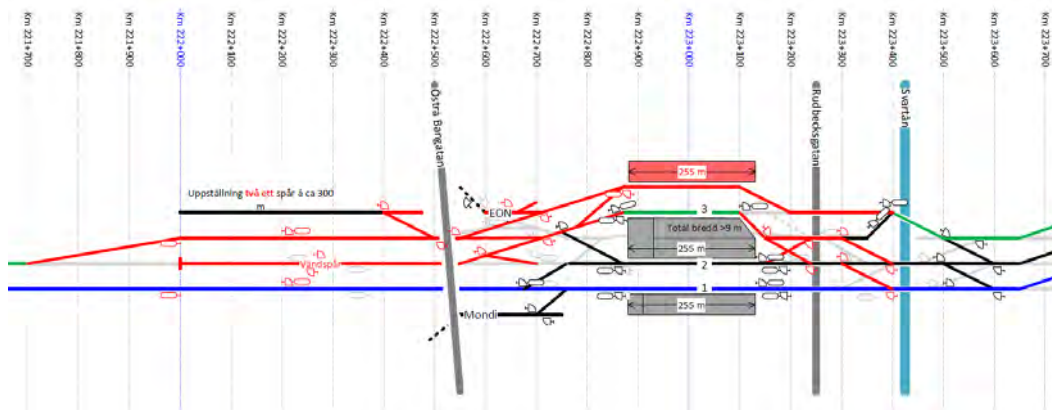 Km 221+700
Km 221+800
Km 221+900
Km 222+000
Km 222+100
Km 222+200
Km 222+300
Km 222+400
Km 222+500
Km 222+600
Km 222+700
Km 222+800
Km 222+900
Km 223+000
Km 223+100
Km 223+200
Km 223+300
Km 223+400
Km 223+500
Km 223+600
Km 223+700
Östra Bangatan
Rudbecksgatan
Svartån
Uppställning två ett spår á ca 300
m
255 m
EON
3
Total bredd >9 m
255 m
Vändspår
2
1
Mondi
255 m